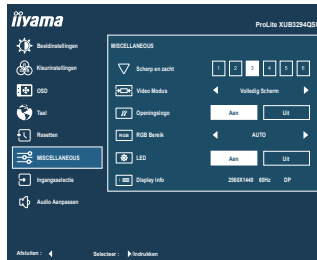 iiyama
ProLite XUB3294QS
Beeldinstellingen
MISCELLANEOUS
Kleurinstellingen
Scherp en zacht
1 2 3 4 5 6
OSD
Video Modus
Volledig Scherm
Taal
Openingslogo
Aan
Uit
Resetten
RGB
RGB Bereik
AUTO
MISCELLANEOUS
LED
Aan
Uit
Ingangsselectie
Display info
2560X1440 60Hz DP
Audio Aanpassen
Afsluiten :
Selecteer : /Indrukken